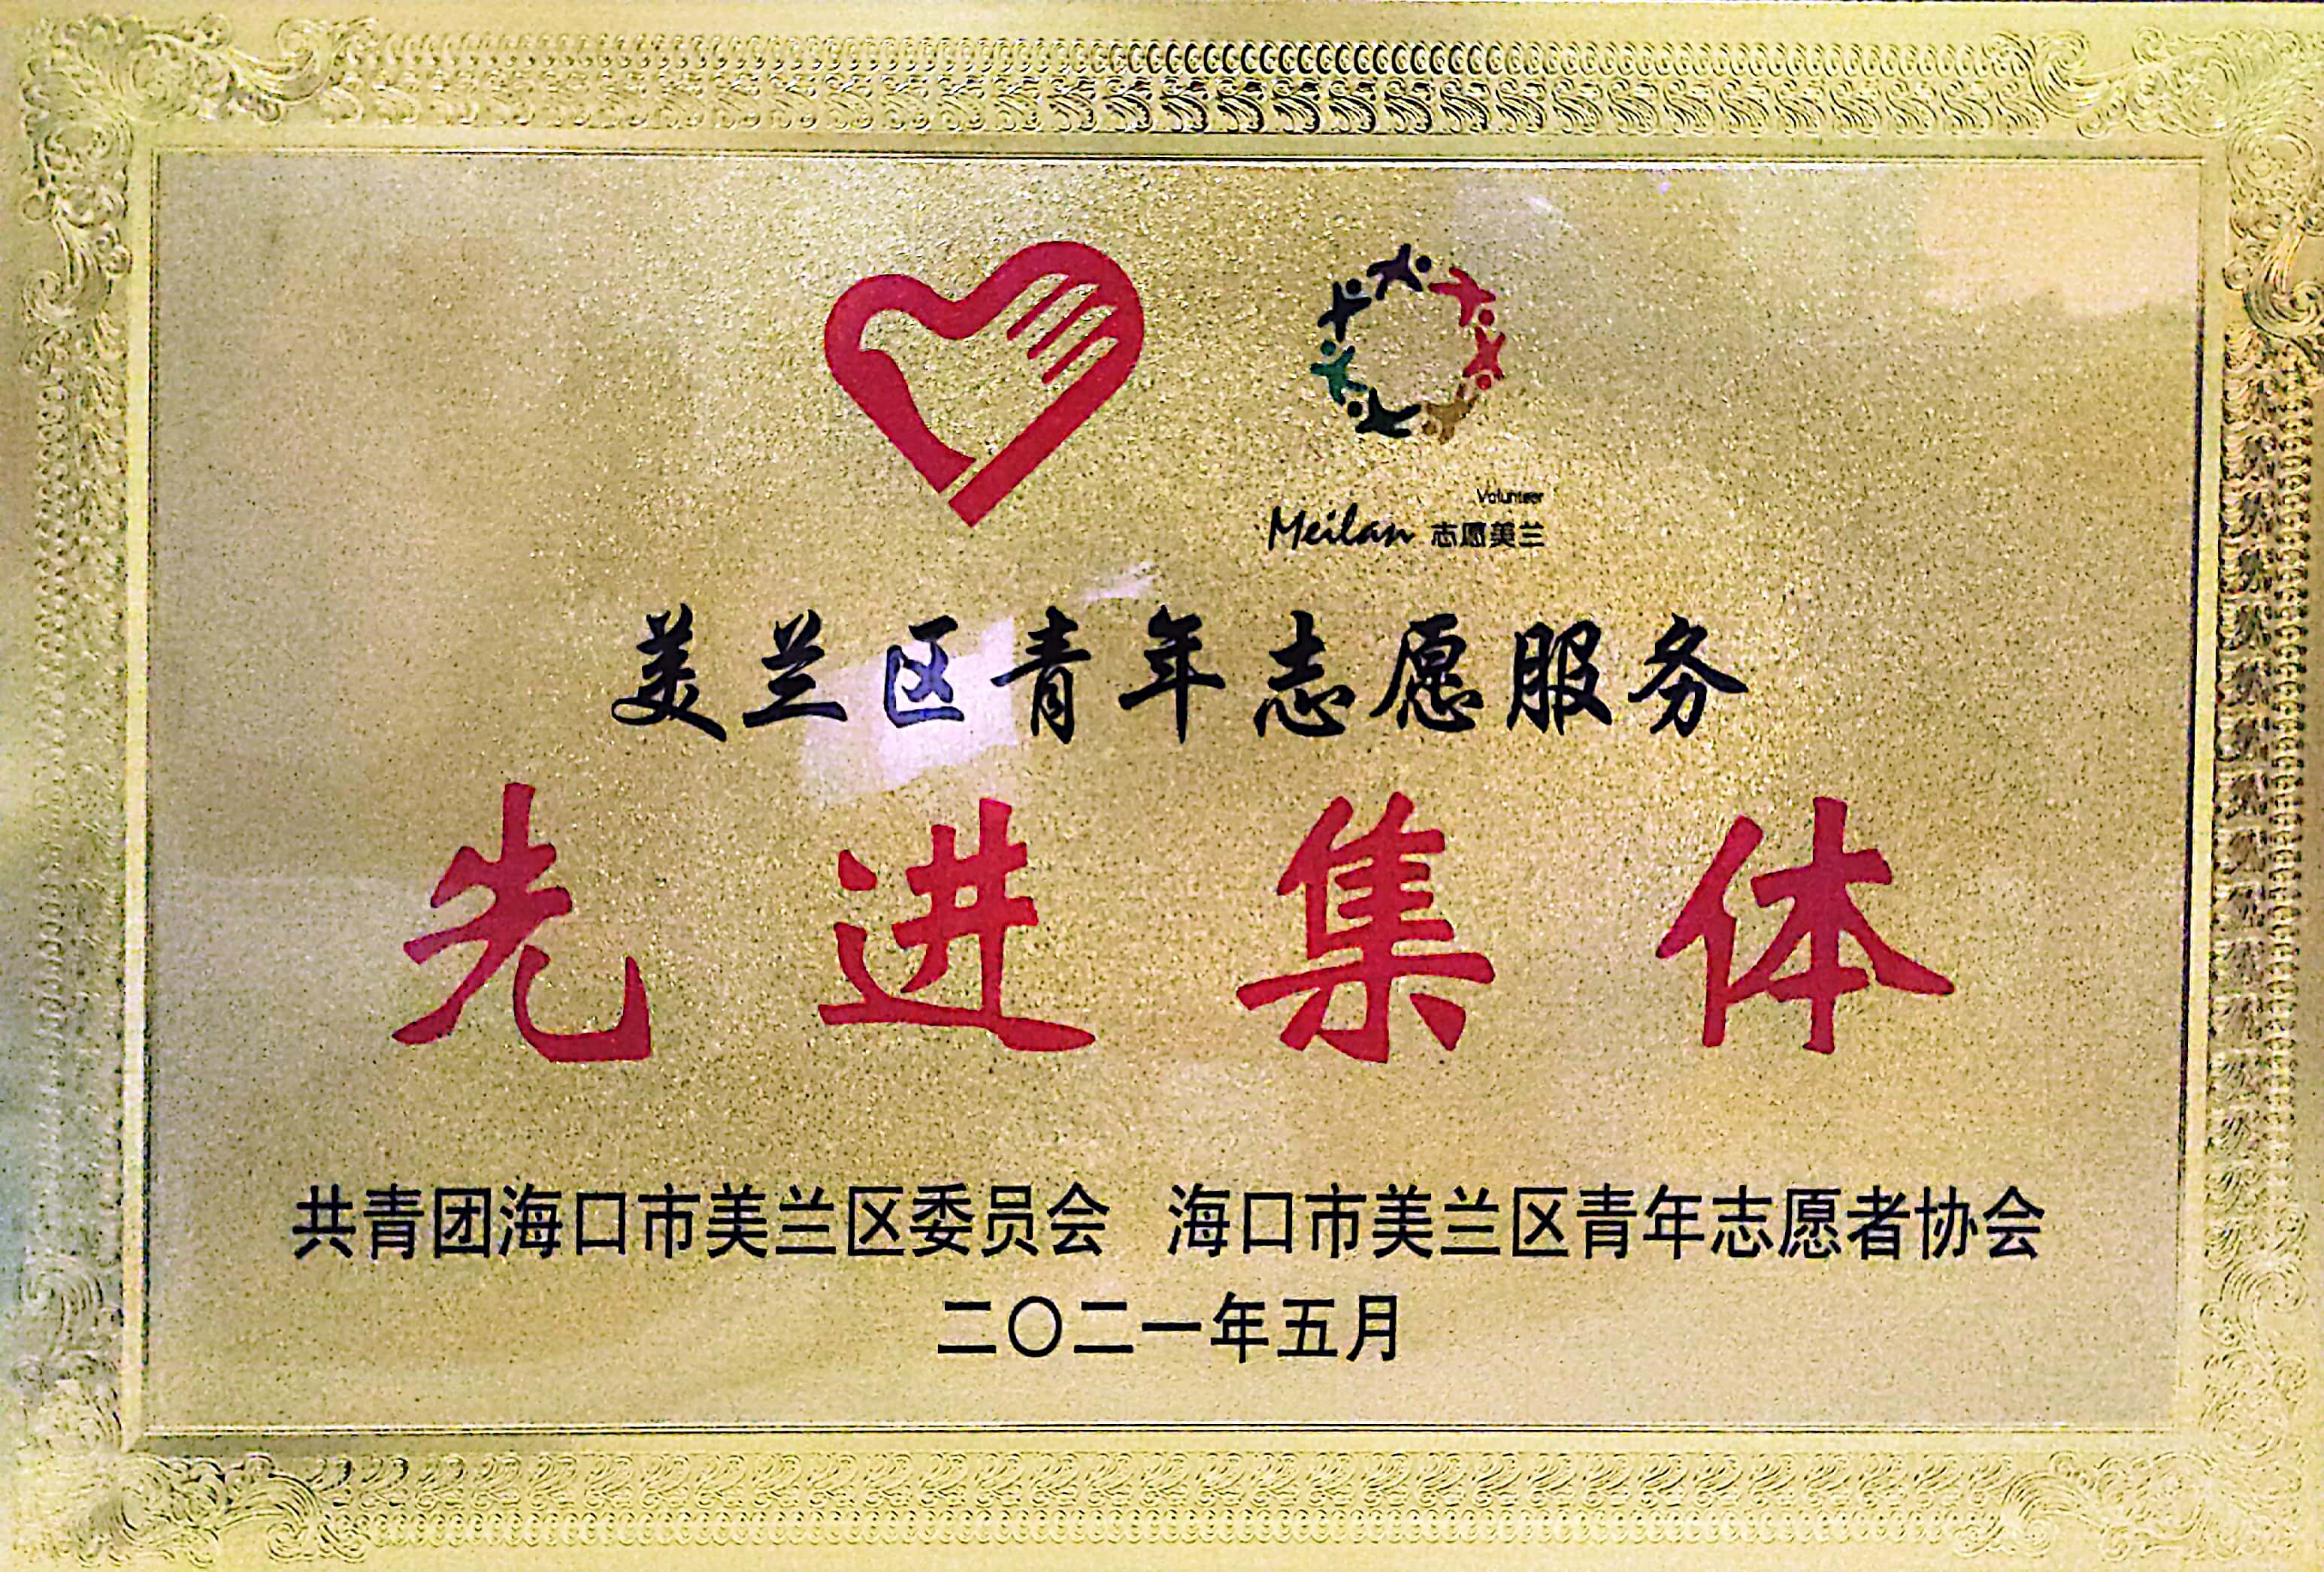 Volunteer
Meilan 志愿美兰
美兰区青年志愿服务
先进集体
共青团海口市美兰区委员会 海口市美兰区青年志愿者协会
二〇二一年五月